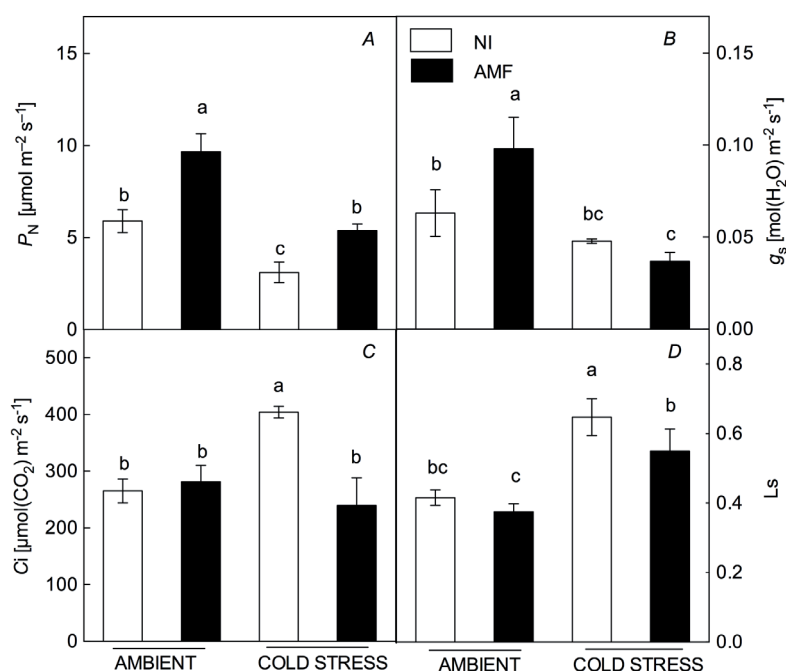 A
15
10
5
0
P_N [µmol m⁻² s⁻¹]
a
b
b
c
NI
AMF
B
0.15
0.10
0.05
0.00
g_s [mol(H₂O) m⁻² s⁻¹]
a
b
bc
c
C
500
400
300
200
100
0
Ci [µmol(CO₂) m⁻² s⁻¹]
a
b
b
b
D
0.8
0.6
0.4
0.2
0.0
Ls
a
b
bc
c
AMBIENT COLD STRESS AMBIENT COLD STRESS